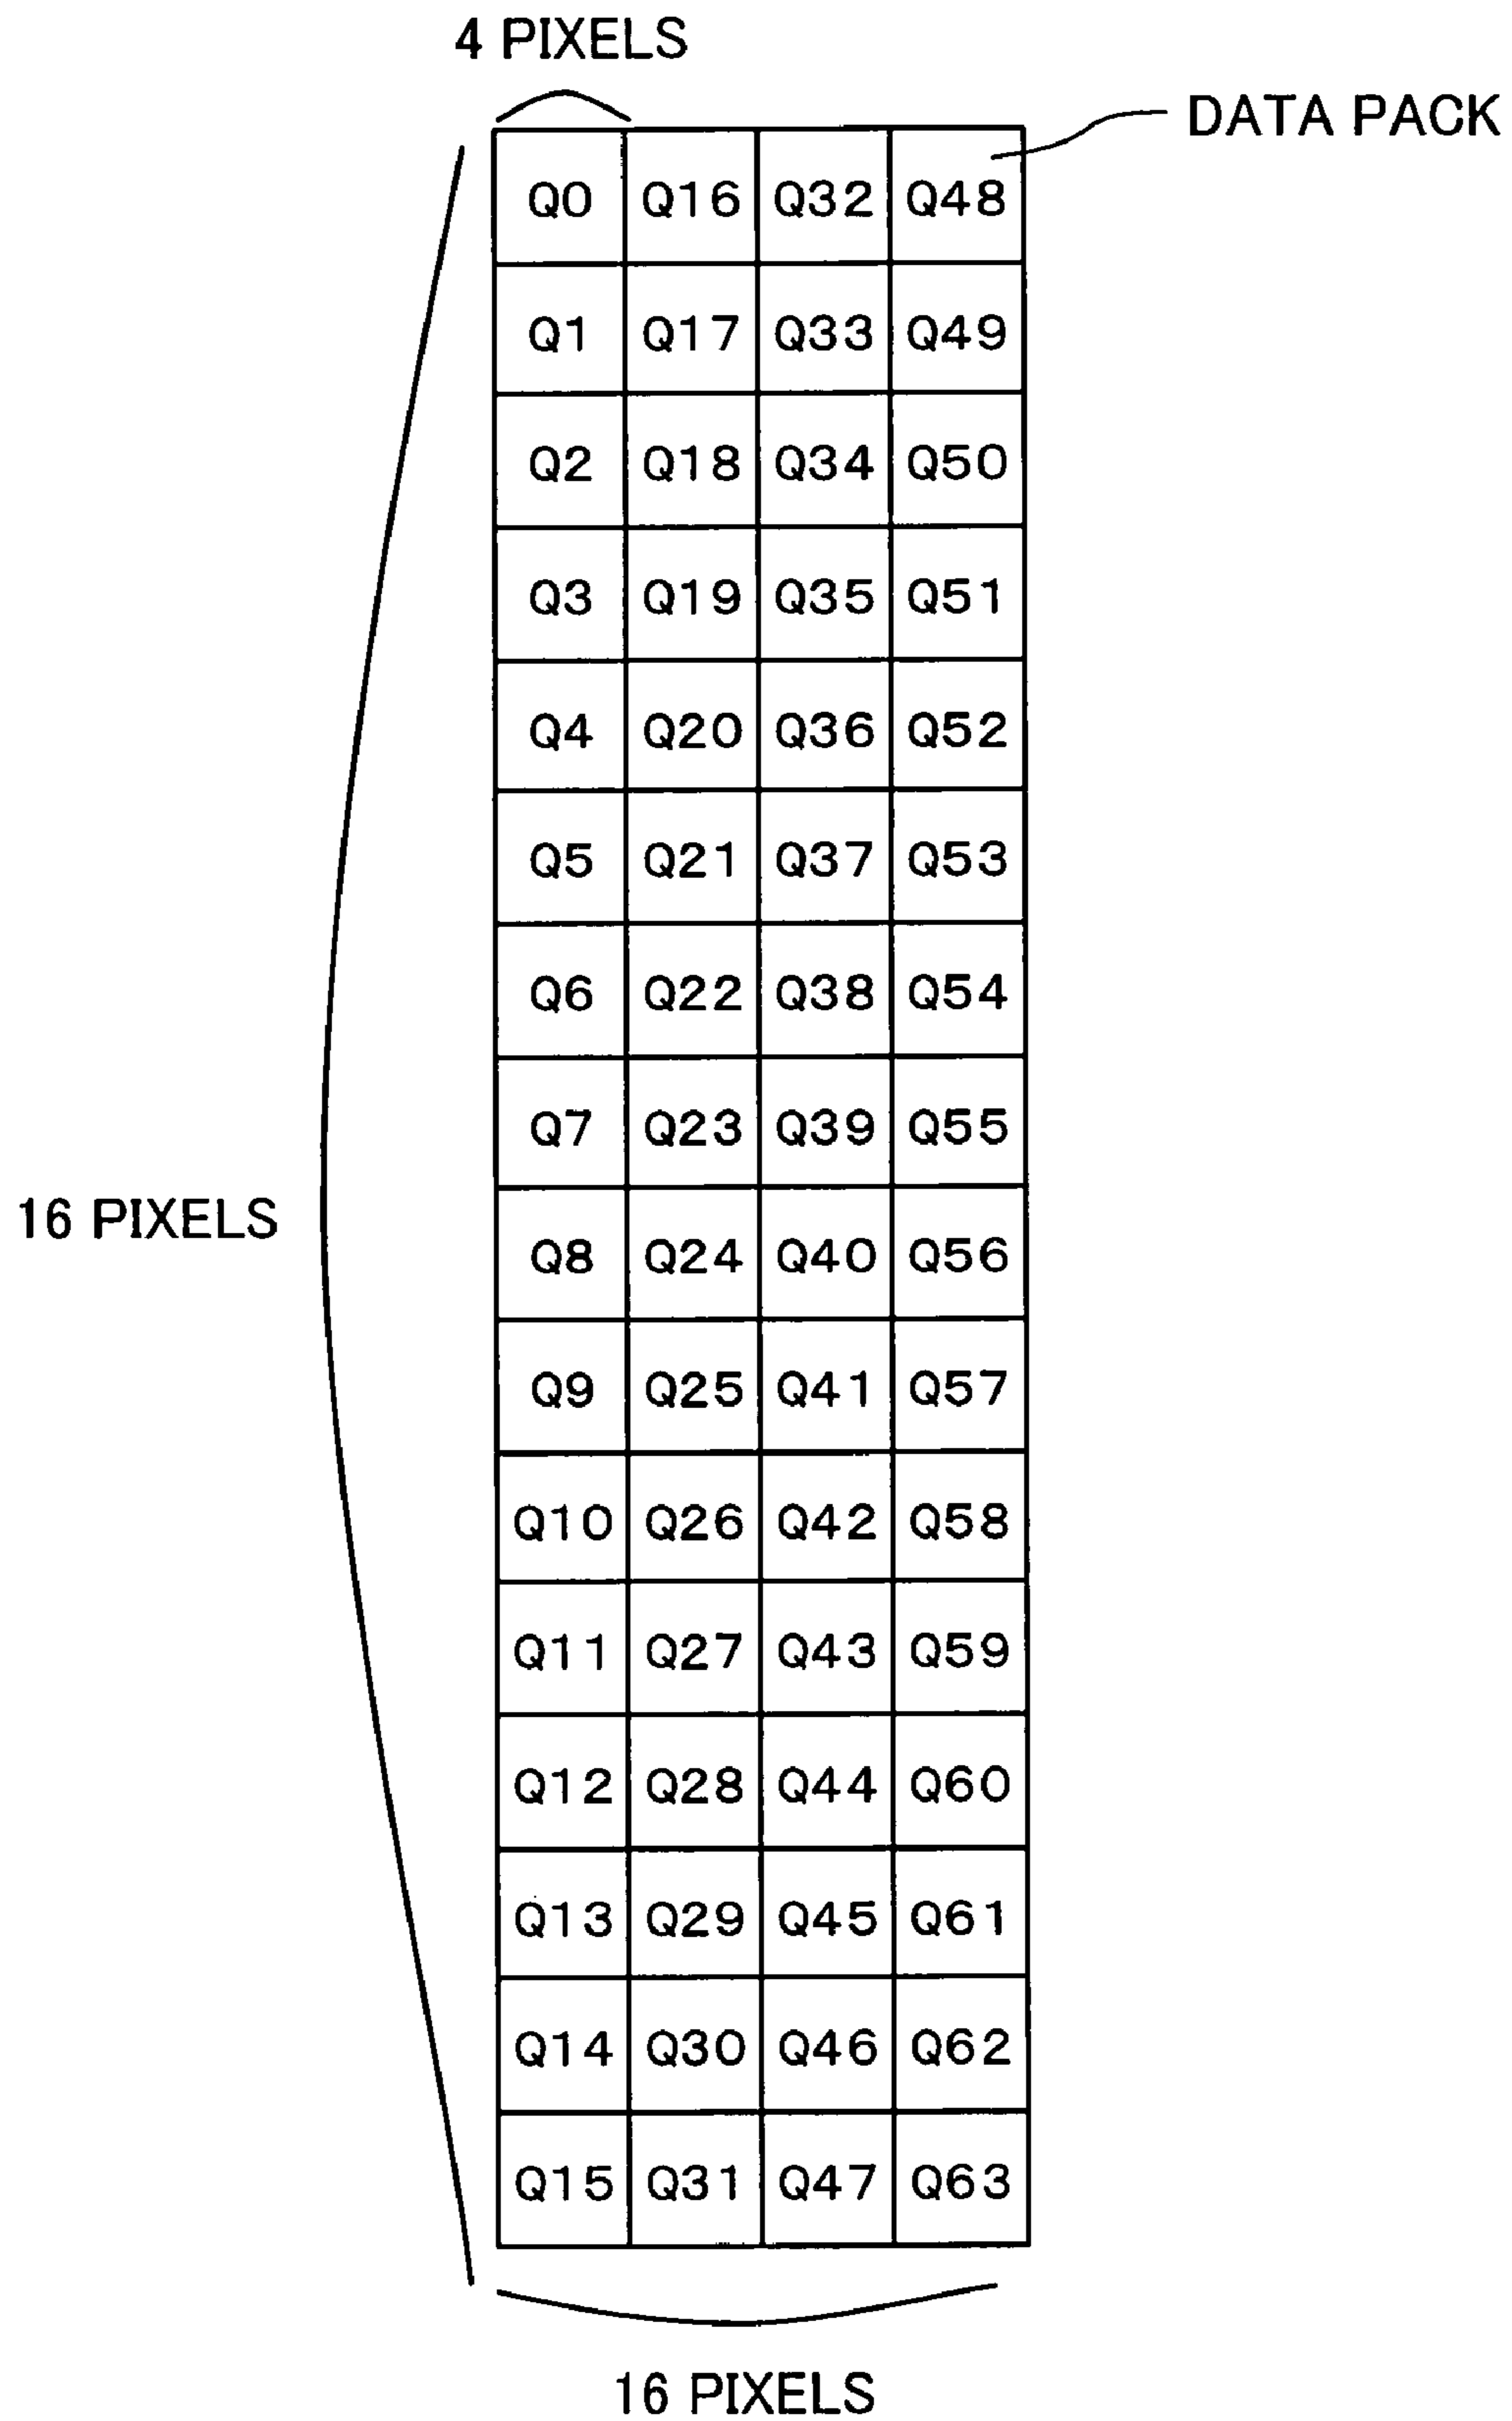 4 PIXELS
DATA PACK
Q0 Q16 Q32 Q48
Q1 Q17 Q33 Q49
Q2 Q18 Q34 Q50
Q3 Q19 Q35 Q51
Q4 Q20 Q36 Q52
Q5 Q21 Q37 Q53
Q6 Q22 Q38 Q54
Q7 Q23 Q39 Q55
16 PIXELS
Q8 Q24 Q40 Q56
Q9 Q25 Q41 Q57
Q10 Q26 Q42 Q58
Q11 Q27 Q43 Q59
Q12 Q28 Q44 Q60
Q13 Q29 Q45 Q61
Q14 Q30 Q46 Q62
Q15 Q31 Q47 Q63
16 PIXELS